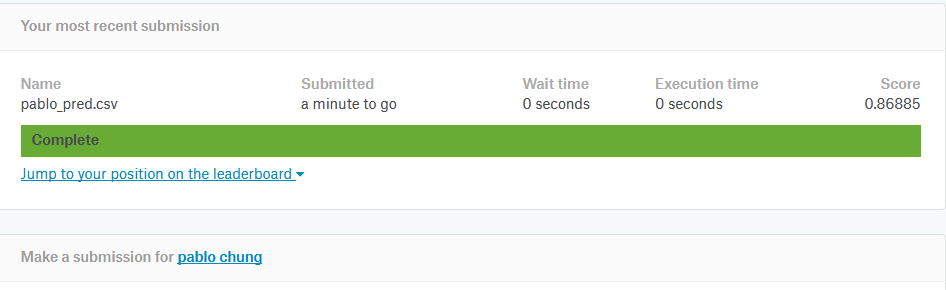 Your most recent submission
Name Submitted Wait time Execution time Score
pablo_pred.csv a minute to go 0 seconds 0 seconds 0.86885
Complete
Jump to your position on the leaderboard
Make a submission for pablo chung